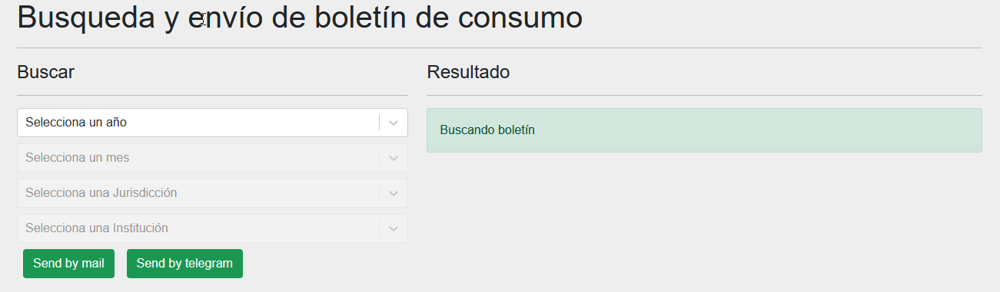 Busqueda y envío de boletín de consumo
Buscar
Selecciona un año
Selecciona un mes
Selecciona una Jurisdicción
Selecciona una Institución
Send by mail
Send by telegram
Resultado
Buscando boletín